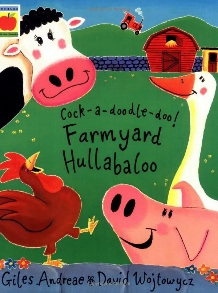 Cock-a-doodle-doo!
Farmyard
Hullabaloo
Giles Andreae * David Wojtowycz